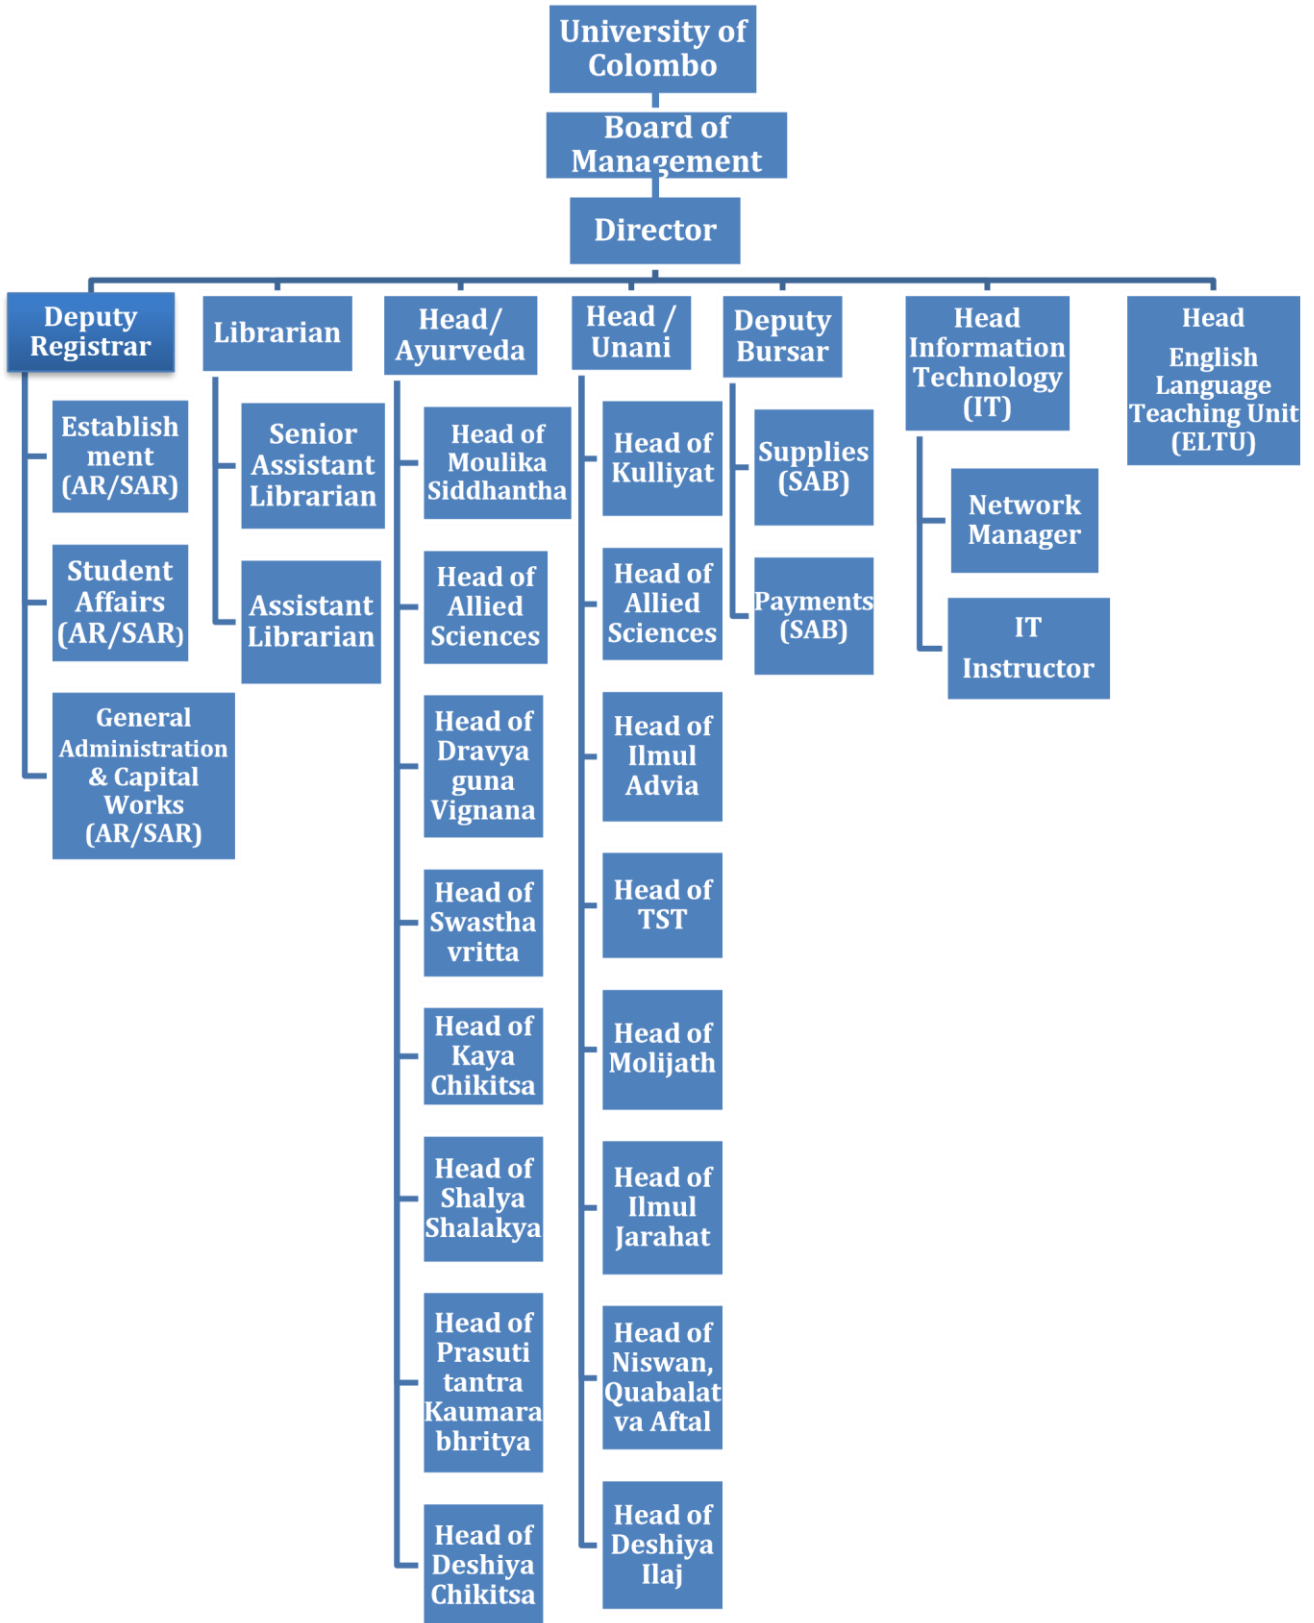 University of
Colombo
Board of
Management
Director
Deputy
Registrar
Establish
ment
(AR/SAR)
Student
Affairs
(AR/SAR)
General
Administration
& Capital
Works
(AR/SAR)
Librarian
Senior
Assistant
Librarian
Assistant
Librarian
Head/
Ayurveda
Head of
Moulika
Siddhantha
Head of
Allied
Sciences
Head of
Dravya
guna
Vignana
Head of
Swastha
vritta
Head of
Kaya
Chikitsa
Head of
Shalya
Shalakya
Head of
Prasuti
tantra
Kaumara
bhritya
Head of
Deshiya
Chikitsa
Head /
Unani
Head of
Kulliyat
Head of
Allied
Sciences
Head of
Ilmul
Advia
Head of
TST
Head of
Molijath
Head of
Ilmul
Jarahat
Head of
Niswan,
Quabalat
va Aftal
Head of
Deshiya
Ilaj
Deputy
Bursar
Supplies
(SAB)
Payments
(SAB)
Head
Information
Technology
(IT)
Network
Manager
IT
Instructor
Head
English
Language
Teaching Unit
(ELTU)